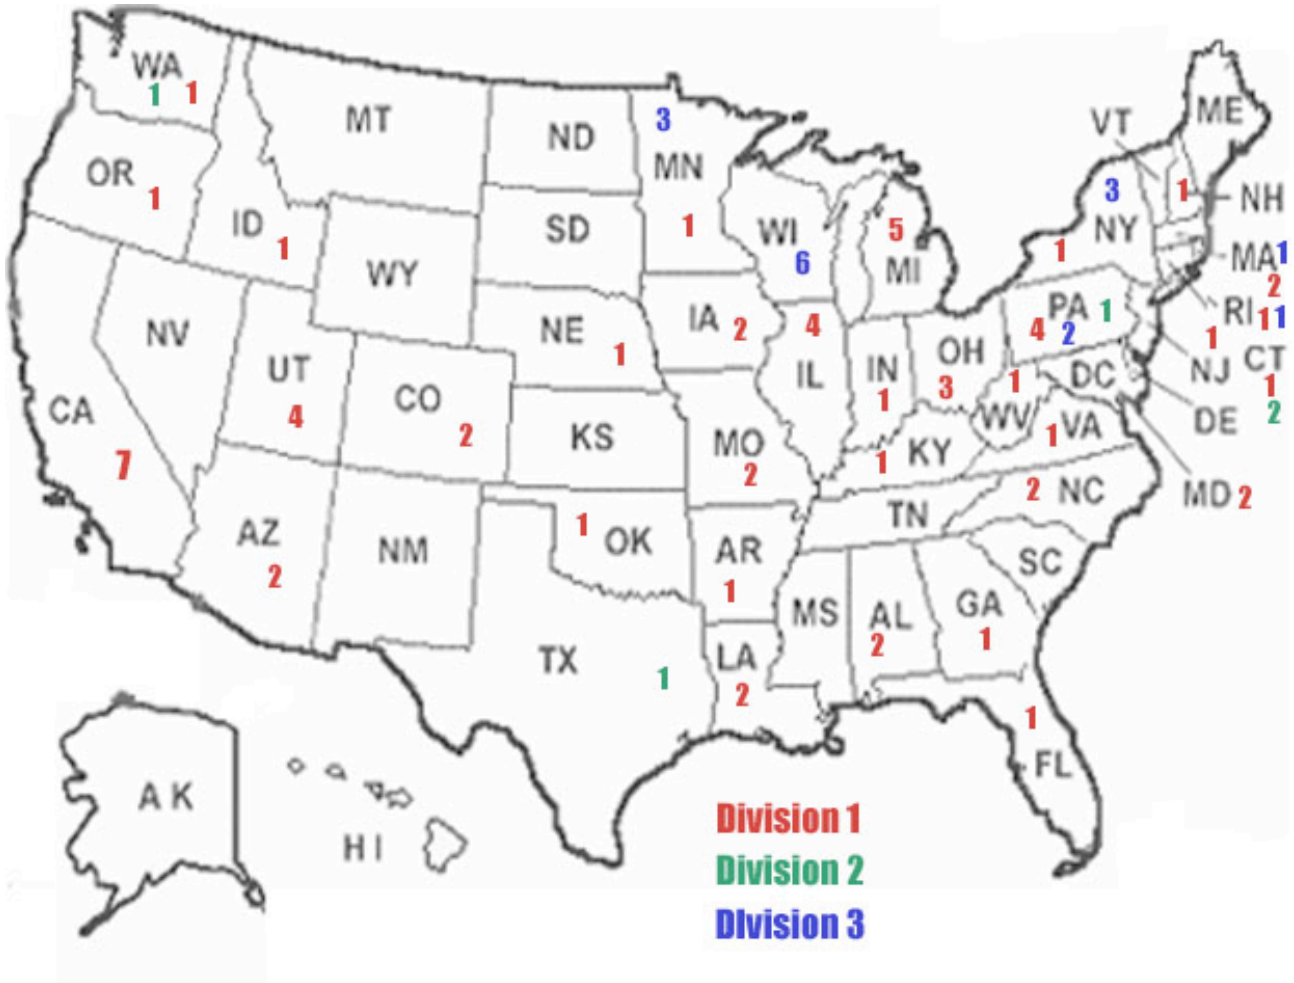 WA
1 1
MT
ND
3
MN
VT
ME
OR
1
ID
1
SD
1
WI
6
5
MI
3
NY
1
1
NH
MA 1
2
RI 1 1
1
WY
NV
NE
1
IA 2
4
IL
PA 1
4 2
NJ
CT
1
2
UT
4
CO
2
CA
7
KS
MO
2
IN
1
OH
3
1
WV
DC
DE
1 VA
1 KY
MD 2
2 NC
TN
AZ
2
NM
1
OK
AR
1
SC
MS
AL
2
GA
1
TX
1
LA
2
1
FL
AK
HI
Division 1
Division 2
DIvision 3